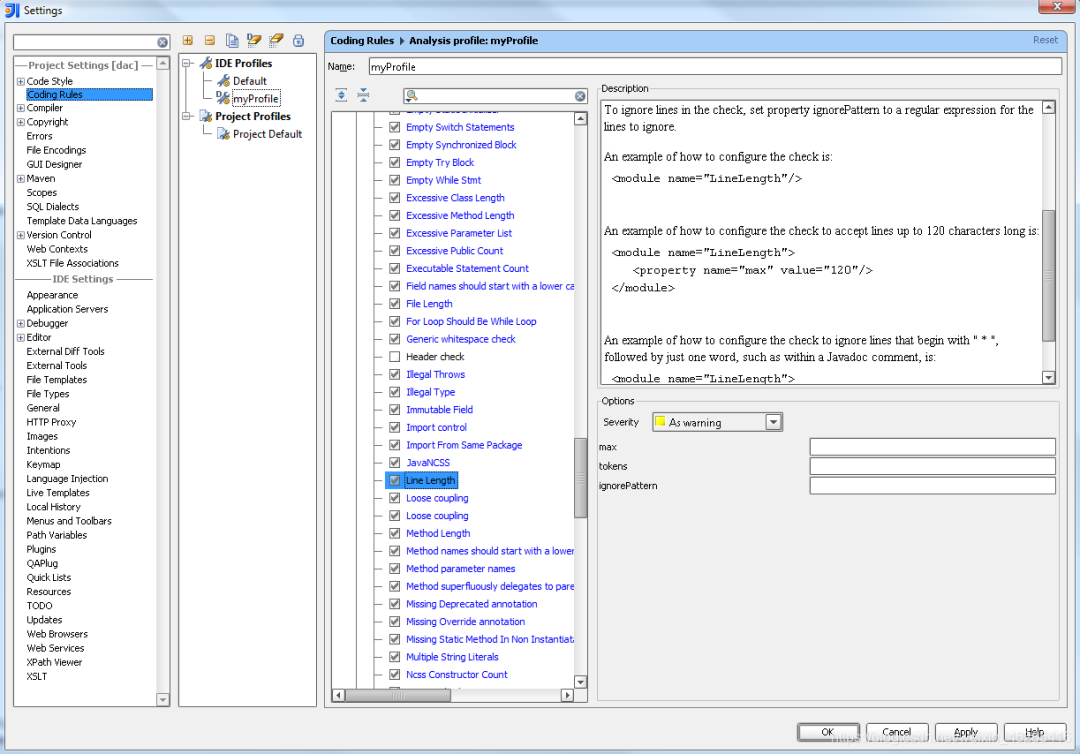 Settings
Project Settings [dac]
Code Style
Coding Rules
Compiler
Copyright
Errors
File Encodings
GUI Designer
Maven
Scopes
SQL Dialects
Template Data Languages
Version Control
Web Contexts
XSLT File Associations
IDE Settings
Appearance
Application Servers
Debugger
Editor
External Diff Tools
External Tools
File Templates
File Types
General
HTTP Proxy
Images
Intentions
Keymap
Language Injection
Live Templates
Local History
Menus and Toolbars
Path Variables
Plugins
QAPlug
Quick Lists
Resources
TODO
Updates
Web Browsers
Web Services
XPath Viewer
XSLT
IDE Profiles
Default
myProfile
Project Profiles
Project Default
Coding Rules
Analysis profile: myProfile
Reset
Name: myProfile
Empty Switch Statements
Empty Synchronized Block
Empty Try Block
Empty While Stmt
Excessive Class Length
Excessive Method Length
Excessive Parameter List
Excessive Public Count
Executable Statement Count
Field names should start with a lower ca
File Length
For Loop Should Be While Loop
Generic whitespace check
Header check
Illegal Throws
Illegal Type
Immutable Field
Import control
Import From Same Package
JavaNCSS
Line Length
Loose coupling
Loose coupling
Method Length
Method names should start with a lower
Method parameter names
Method superfluously delegates to pare
Missing Deprecated annotation
Missing Override annotation
Missing Static Method In Non Instantiat
Multiple String Literals
Ncss Constructor Count
Description
To ignore lines in the check, set property ignorePattern to a regular expression for the
lines to ignore.
An example of how to configure the check is:
<module name="LineLength"/>
An example of how to configure the check to accept lines up to 120 characters long is:
<module name="LineLength">
<property name="max" value="120"/>
</module>
An example of how to configure the check to ignore lines that begin with " * ",
followed by just one word, such as within a Javadoc comment, is:
<module name="LineLength">
Options
Severity As warning
max
tokens
ignorePattern
OK
Cancel
Apply
Help